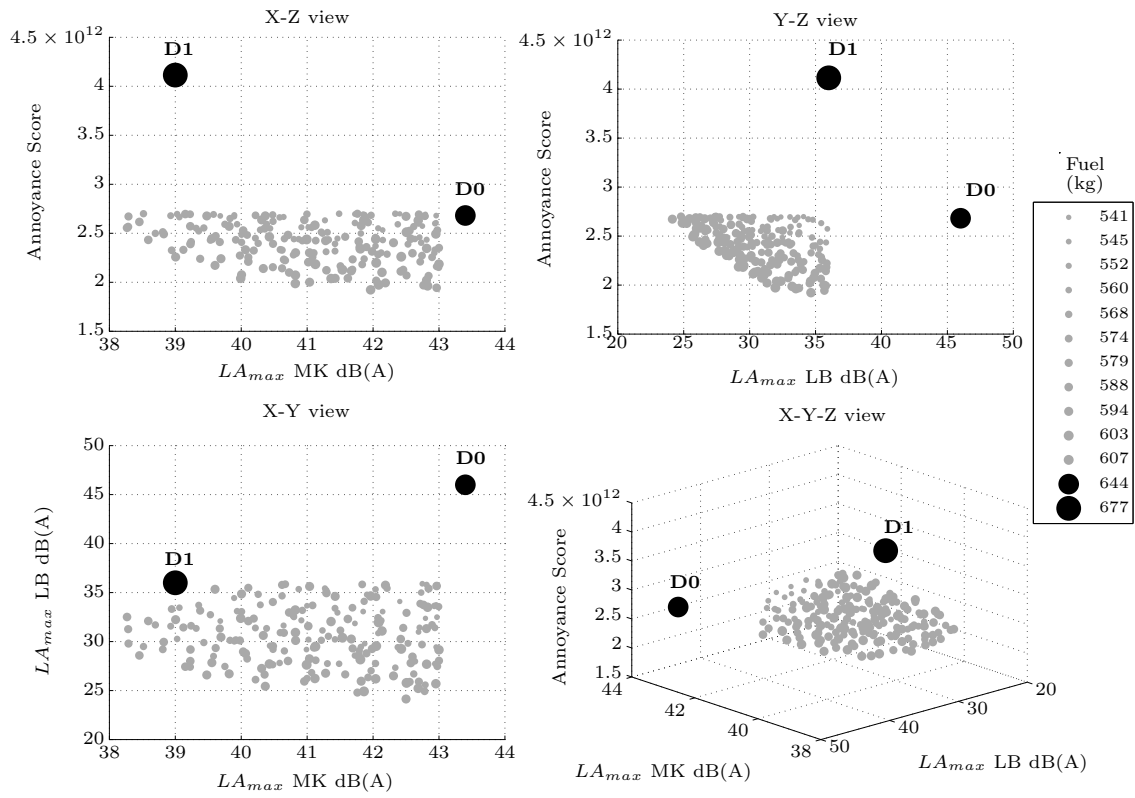 X-Z view
4.5 × 10^12
4
3.5
3
2.5
2
1.5
Annoyance Score
D1
D0
38 39 40 41 42 43 44
LA_max MK dB(A)
Y-Z view
4.5 × 10^12
4
3.5
3
2.5
2
1.5
Annoyance Score
D1
D0
20 25 30 35 40 45 50
LA_max LB dB(A)
Fuel
(kg)
541
545
552
560
568
574
579
588
594
603
607
644
677
X-Y view
50
45
40
35
30
25
20
LA_max LB dB(A)
D0
D1
38 39 40 41 42 43 44
LA_max MK dB(A)
X-Y-Z view
4.5 × 10^12
4
3.5
3
2.5
2
1.5
Annoyance Score
D1
D0
44
42
40
38
50
40
30
20
LA_max MK dB(A)
LA_max LB dB(A)